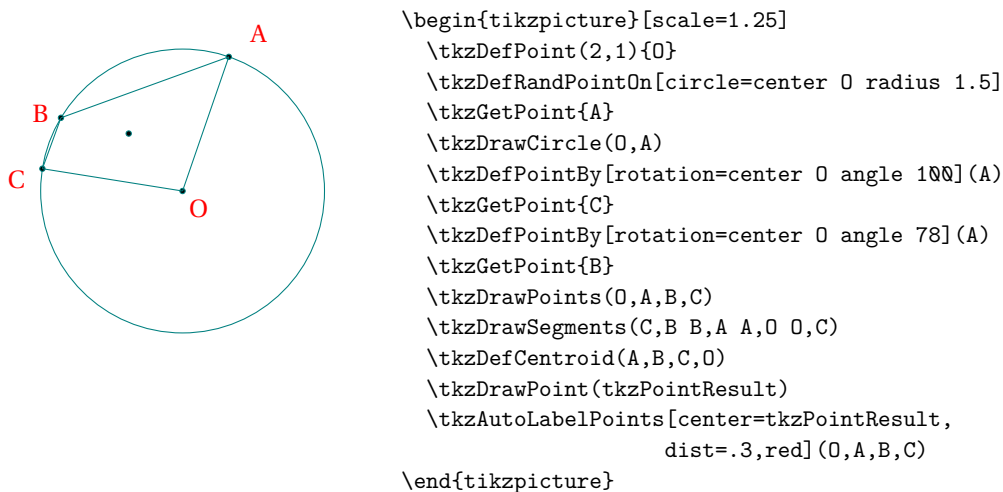 A
B
C
O
\begin{tikzpicture}[scale=1.25]
\tkzDefPoint(2,1){O}
\tkzDefRandPointOn[circle=center O radius 1.5]
\tkzGetPoint{A}
\tkzDrawCircle(O,A)
\tkzDefPointBy[rotation=center O angle 100](A)
\tkzGetPoint{C}
\tkzDefPointBy[rotation=center O angle 78](A)
\tkzGetPoint{B}
\tkzDrawPoints(O,A,B,C)
\tkzDrawSegments(C,B B,A A,O O,C)
\tkzDefCentroid(A,B,C,O)
\tkzDrawPoint(tkzPointResult)
\tkzAutoLabelPoints[center=tkzPointResult,
dist=.3,red](O,A,B,C)
\end{tikzpicture}